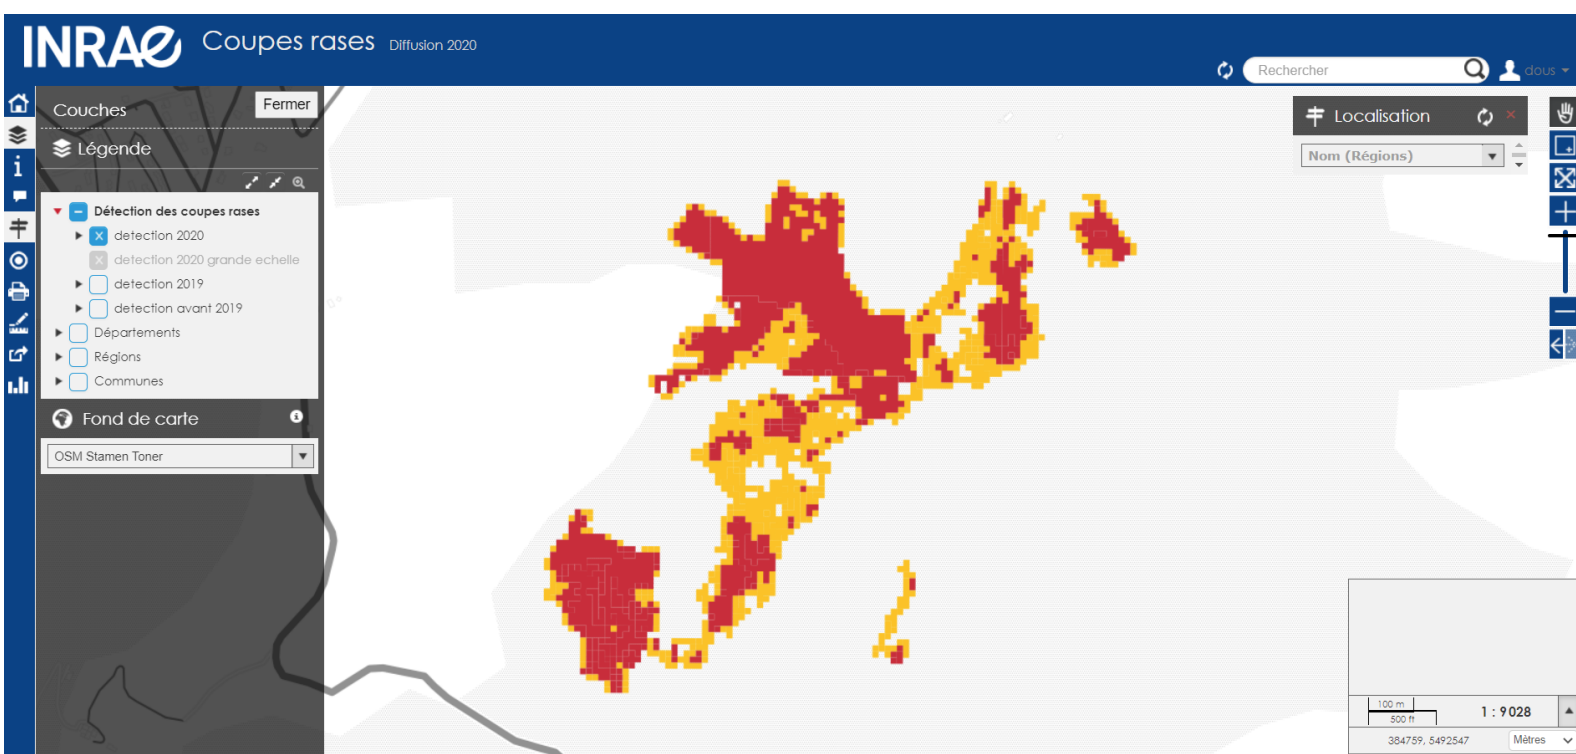 INRAE Coupes rases Diffusion 2020
Rechercher
dous
Couches
Fermer
Légende
Détection des coupes rases
detection 2020
detection 2020 grande echelle
detection 2019
detection avant 2019
Départements
Régions
Communes
Fond de carte
OSM Stamen Toner
Localisation
Nom (Régions)
100 m
500 ft
1 : 9028
384759, 5492547
Mètres